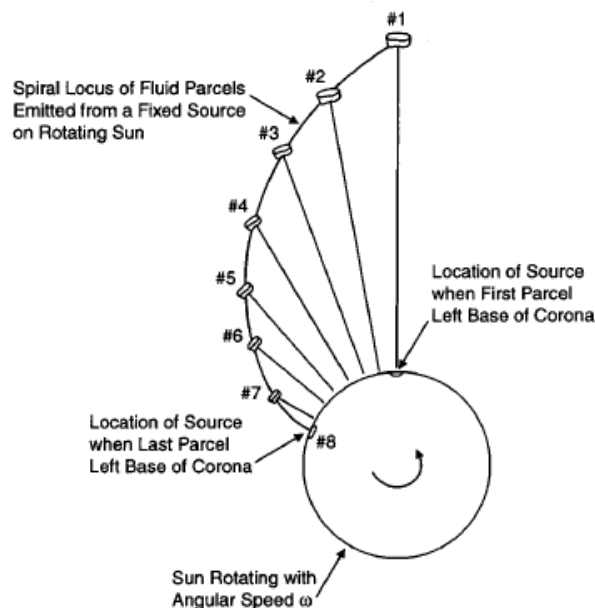 #1
#2
Spiral Locus of Fluid Parcels
Emitted from a Fixed Source
on Rotating Sun
#3
#4
#5
Location of Source
when First Parcel
Left Base of Corona
#6
#7
Location of Source
when Last Parcel
Left Base of Corona
#8
Sun Rotating with
Angular Speed ω